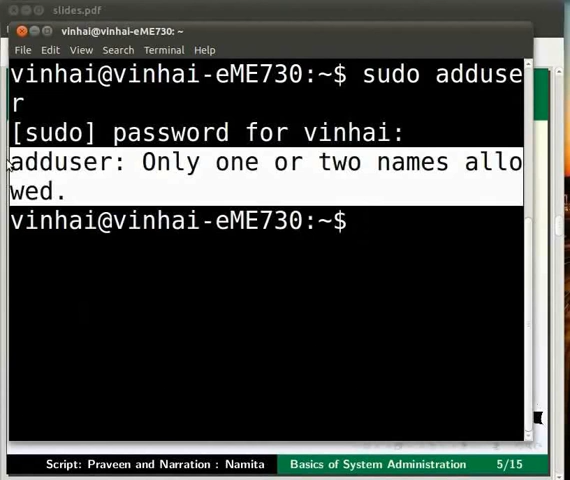 slides.pdf
vinhai@vinhai-eME730: ~
File Edit View Search Terminal Help
vinhai@vinhai-eME730:~$ sudo adduse
r
[sudo] password for vinhai:
adduser: Only one or two names allo
wed.
vinhai@vinhai-eME730:~$
Script: Praveen and Narration : Namita Basics of System Administration 5/15